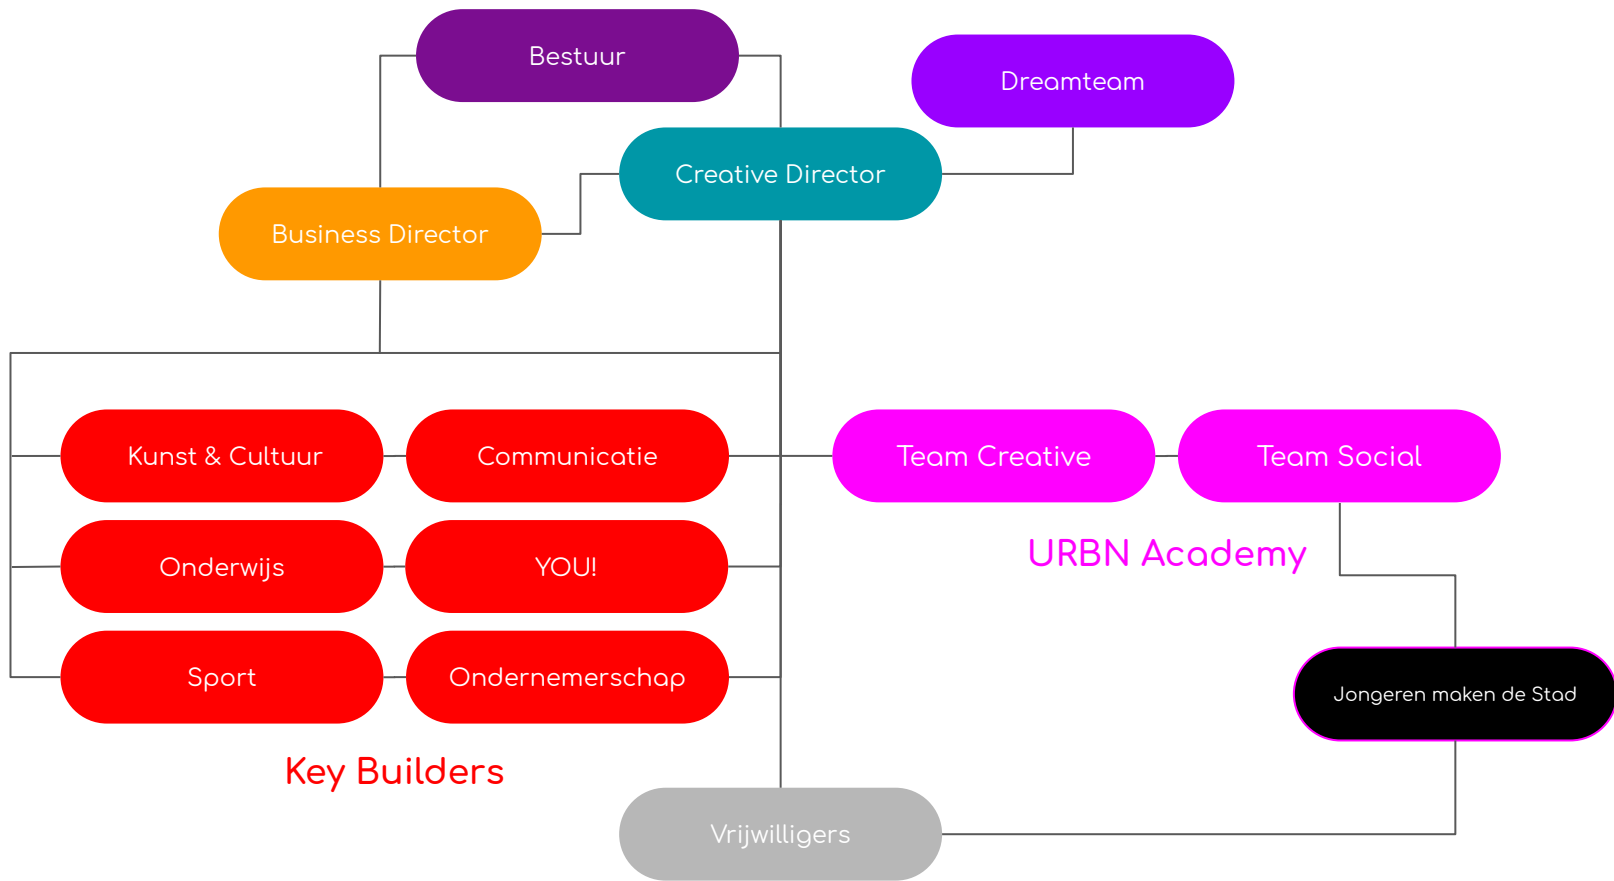 Bestuur
Dreamteam
Creative Director
Business Director
Kunst & Cultuur
Communicatie
Team Creative
Team Social
Onderwijs
YOU!
URBN Academy
Sport
Ondernemerschap
Jongeren maken de Stad
Key Builders
Vrijwilligers